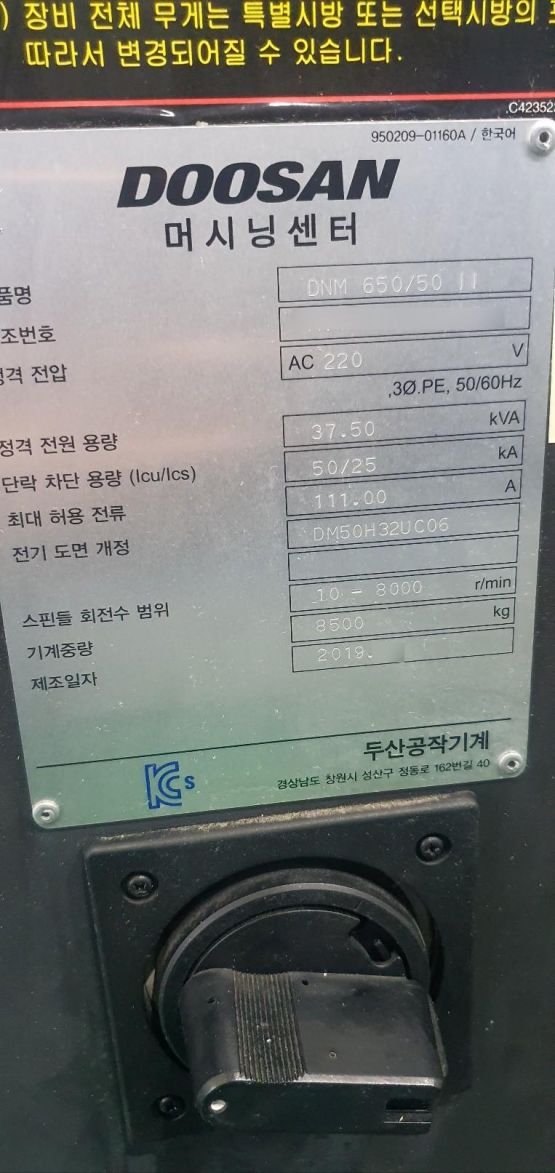 ) 장비 전체 무게는 특별시방 또는 선택시방의
따라서 변경되어질 수 있습니다.
.C42352
950209-01160A / 한국어
DOOSAN
머시닝센터
품명 DNM 650/50 II
조번호
격 전압 AC 220 V
,3Ø.PE, 50/60Hz
정격 전원 용량 37.50 kVA
단락 차단 용량 (Icu/Ics) 50/25 kA
최대 허용 전류 111.00 A
전기 도면 개정 DM50H32UC06
스핀들 회전수 범위 10 - 8000 r/min
기계중량 8500 kg
제조일자 2019.
두산공작기계
경상남도 창원시 성산구 정동로 162번길 40
KCs